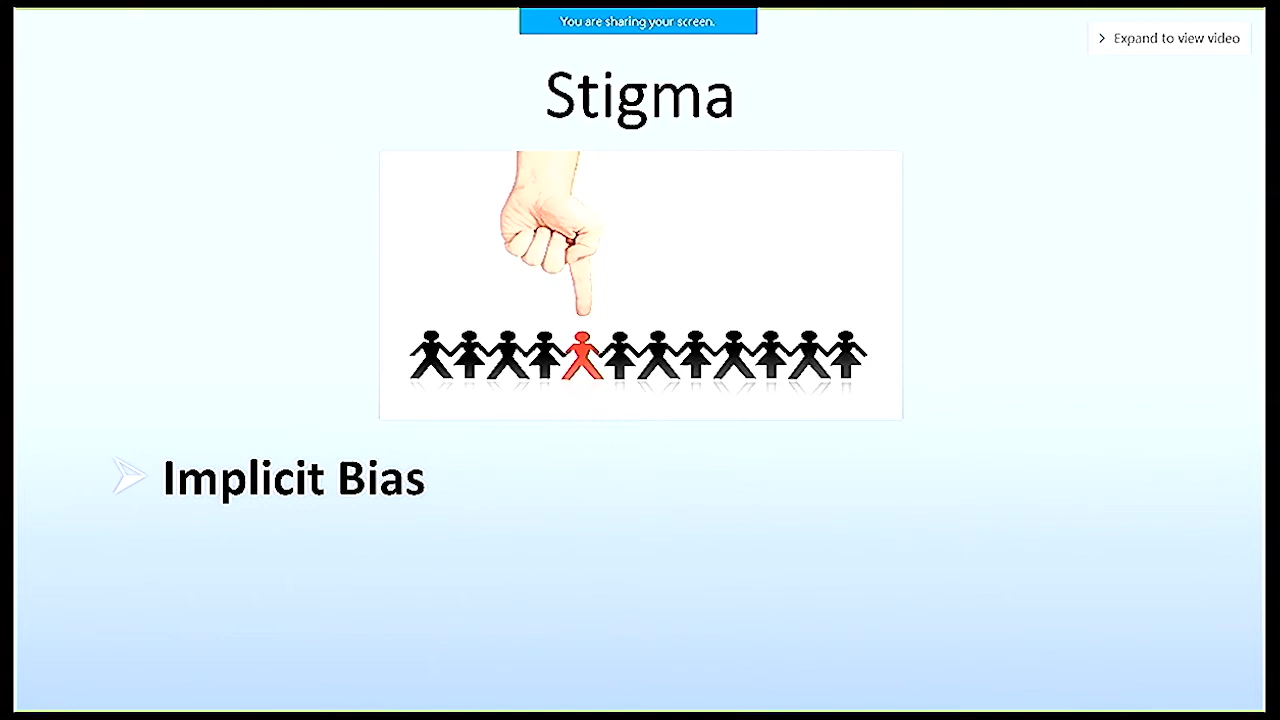 You are sharing your screen.
Expand to view video
Stigma
Implicit Bias